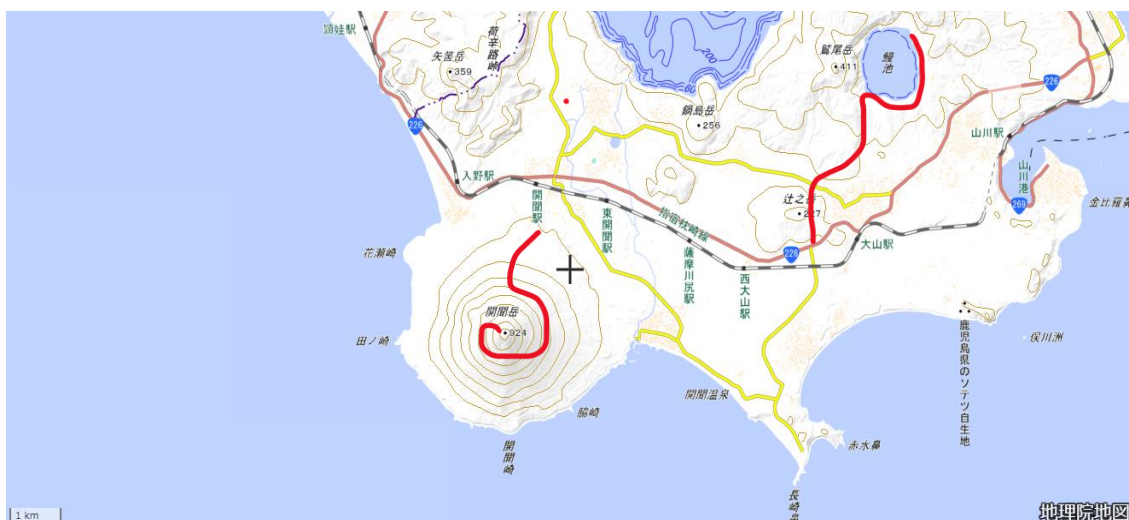 頴娃駅
矢筈岳
359
荷辛路峠
226
200
60
鷲尾岳
411
鰻池
鍋島岳
256
226
山川駅
山川港
269
金比羅鼻
入野駅
開聞駅
東開聞駅
指宿枕崎線
薩摩川尻駅
西大山駅
辻之岳
227
226
大山駅
花瀬崎
開聞岳
924
田ノ崎
脇崎
開聞崎
開聞温泉
赤水鼻
長崎鼻
鹿児島県のソテツ自生地
俣川洲
1 km
地理院地図